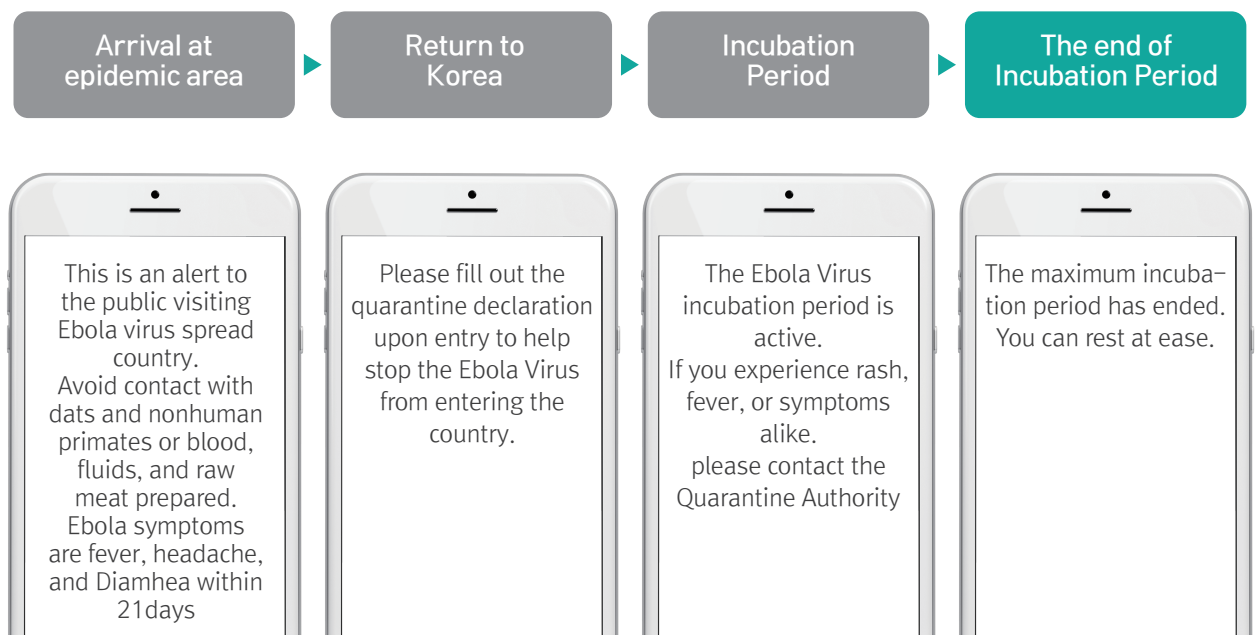 Arrival at
epidemic area
Return to
Korea
Incubation
Period
The end of
Incubation Period
This is an alert to
the public visiting
Ebola virus spread
country.
Avoid contact with
dats and nonhuman
primates or blood,
fluids, and raw
meat prepared.
Ebola symptoms
are fever, headache,
and Diamhea within
21days
Please fill out the
quarantine declaration
upon entry to help
stop the Ebola Virus
from entering the
country.
The Ebola Virus
incubation period is
active.
If you experience rash,
fever, or symptoms
alike.
please contact the
Quarantine Authority
The maximum incuba–
tion period has ended.
You can rest at ease.